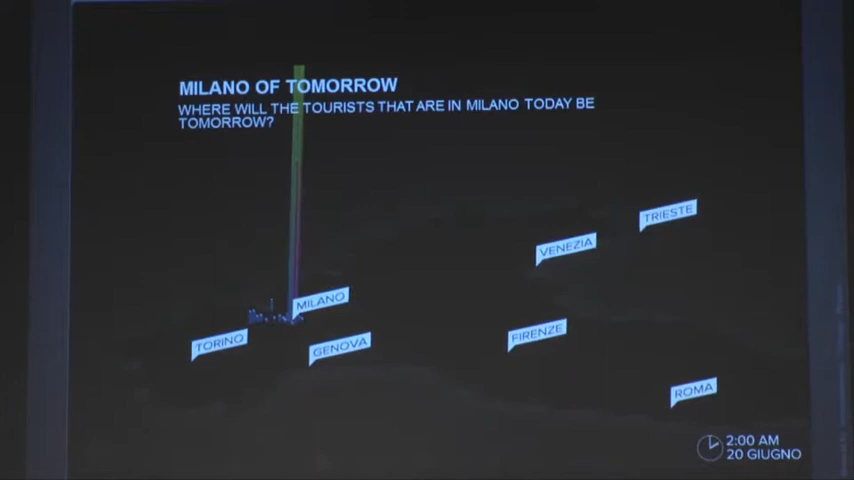 MILANO OF TOMORROW
WHERE WILL THE TOURISTS THAT ARE IN MILANO TODAY BE
TOMORROW?
TRIESTE
VENEZIA
MILANO
TORINO
GENOVA
FIRENZE
ROMA
2:00 AM
20 GIUGNO